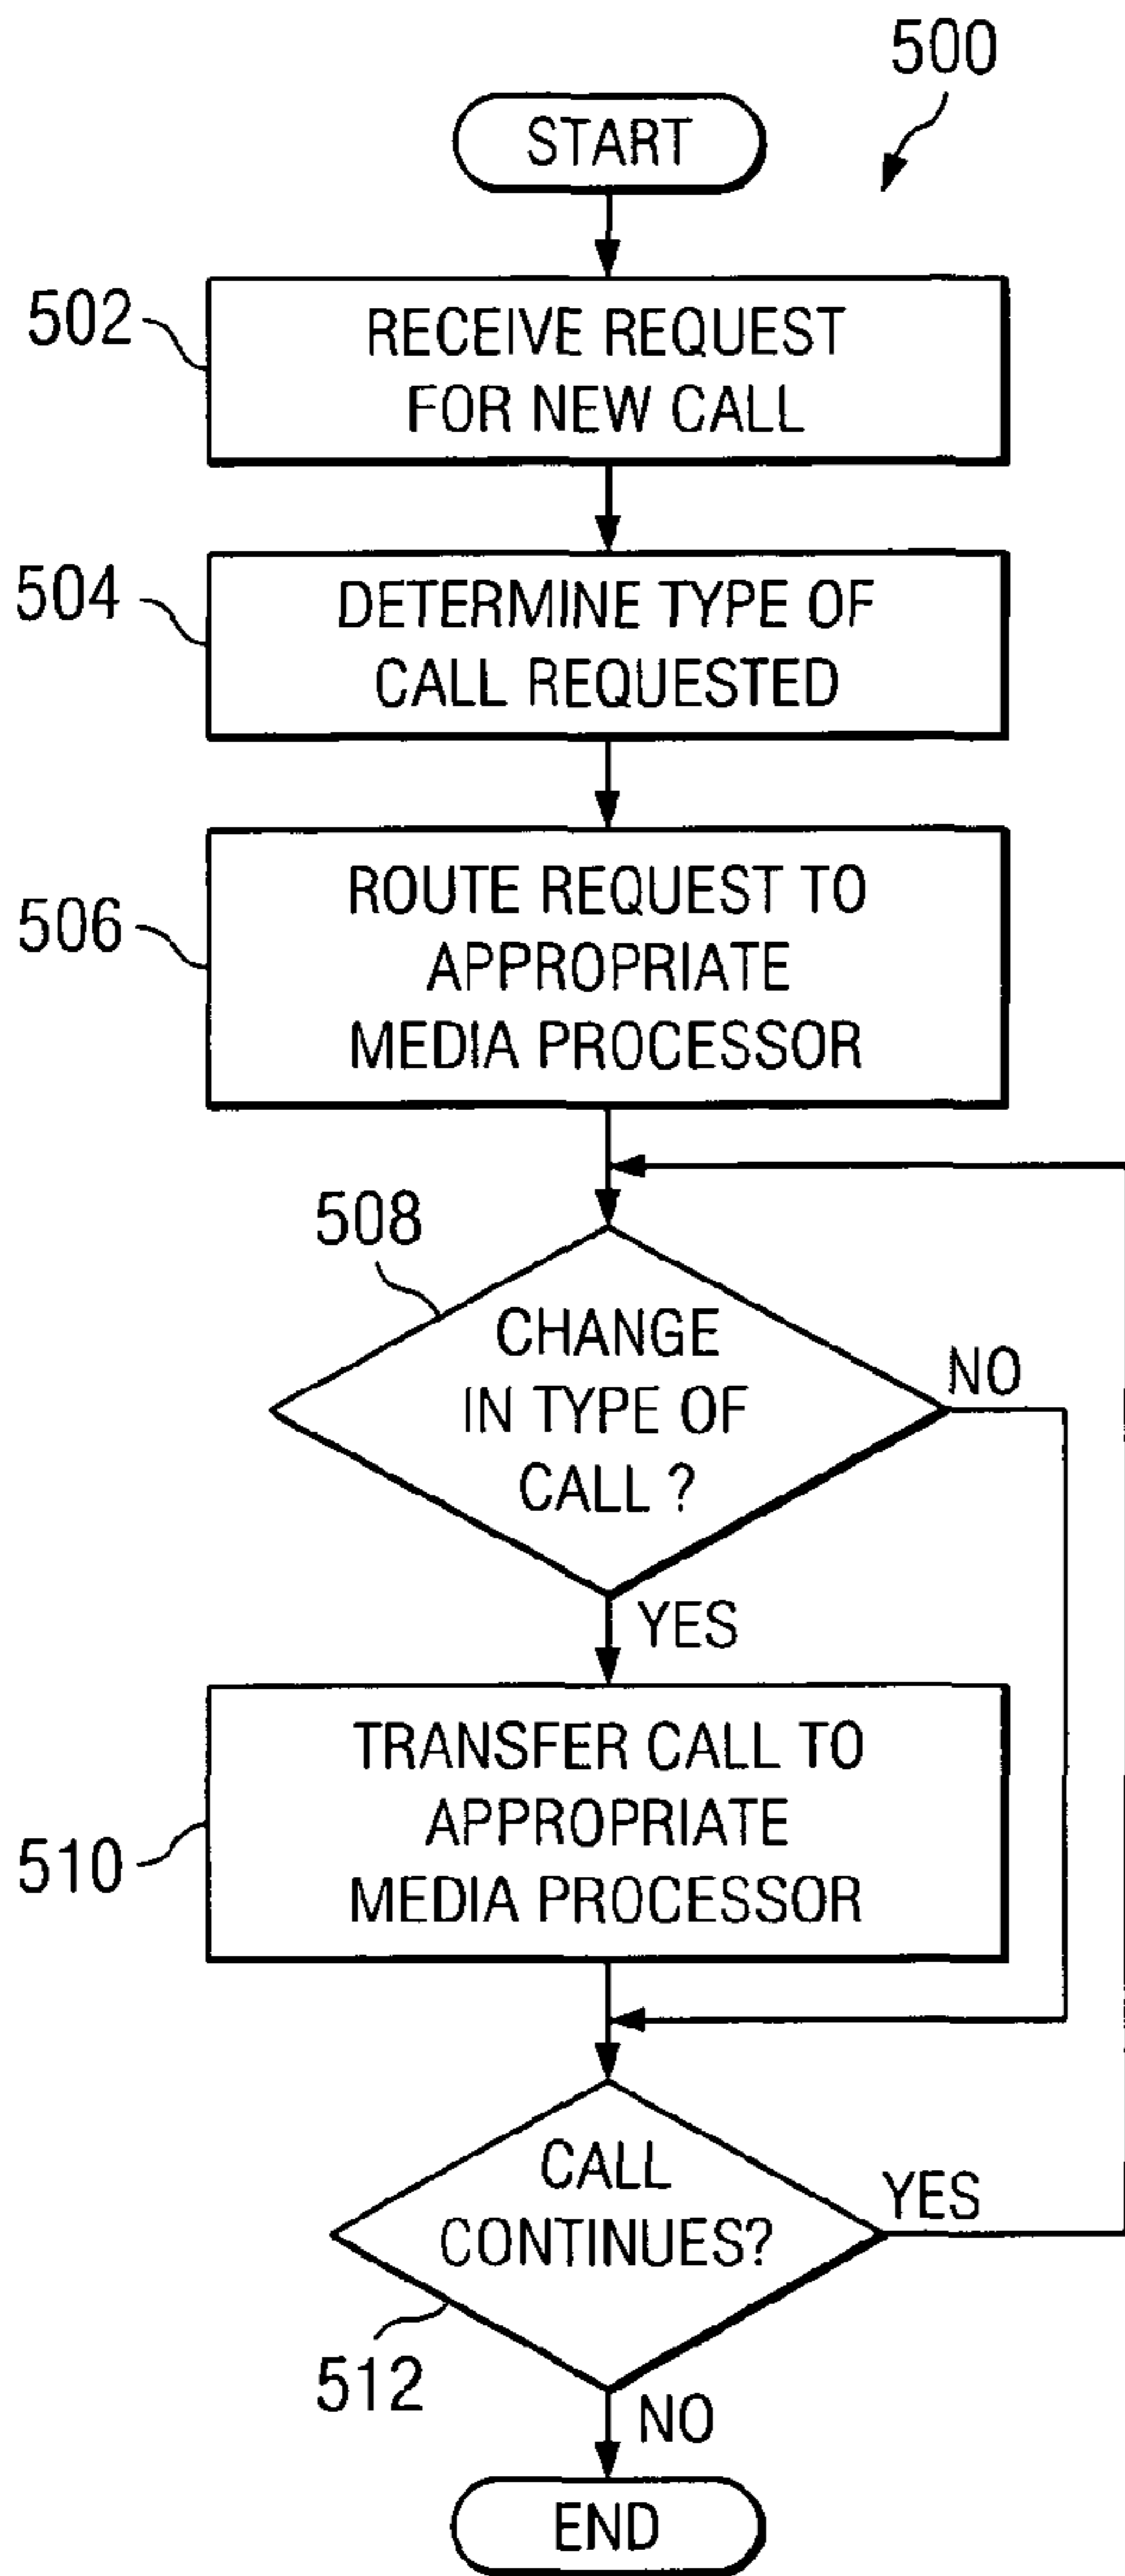 500
START
502
RECEIVE REQUEST
FOR NEW CALL
504
DETERMINE TYPE OF
CALL REQUESTED
506
ROUTE REQUEST TO
APPROPRIATE
MEDIA PROCESSOR
508
CHANGE
IN TYPE OF
CALL ?
NO
YES
510
TRANSFER CALL TO
APPROPRIATE
MEDIA PROCESSOR
CALL
CONTINUES?
YES
512
NO
END